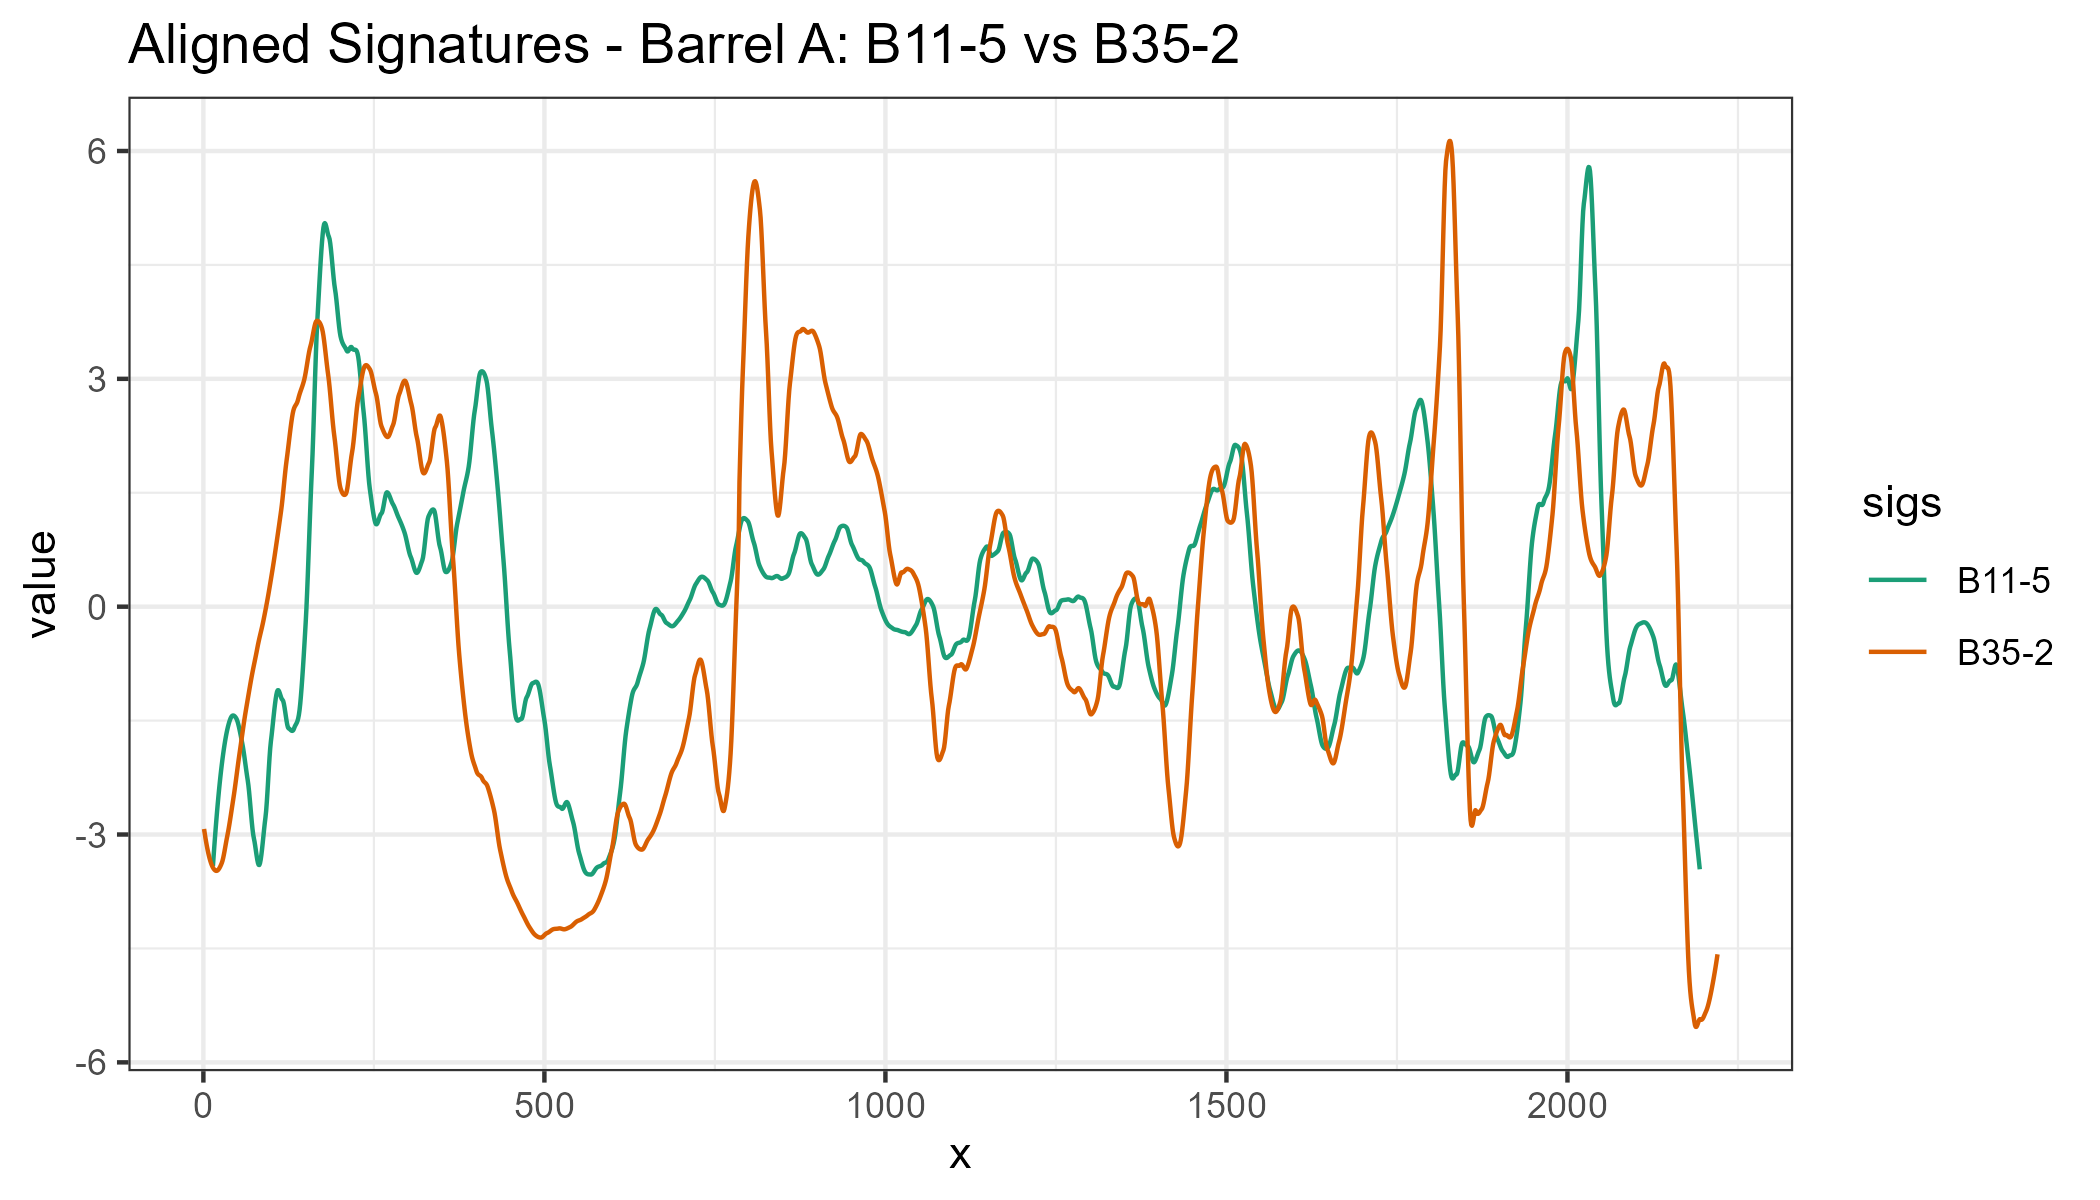 Aligned Signatures - Barrel A: B11-5 vs B35-2
6
3
0
-3
-6
value
0 500 1000 1500 2000
x
sigs
B11-5
B35-2